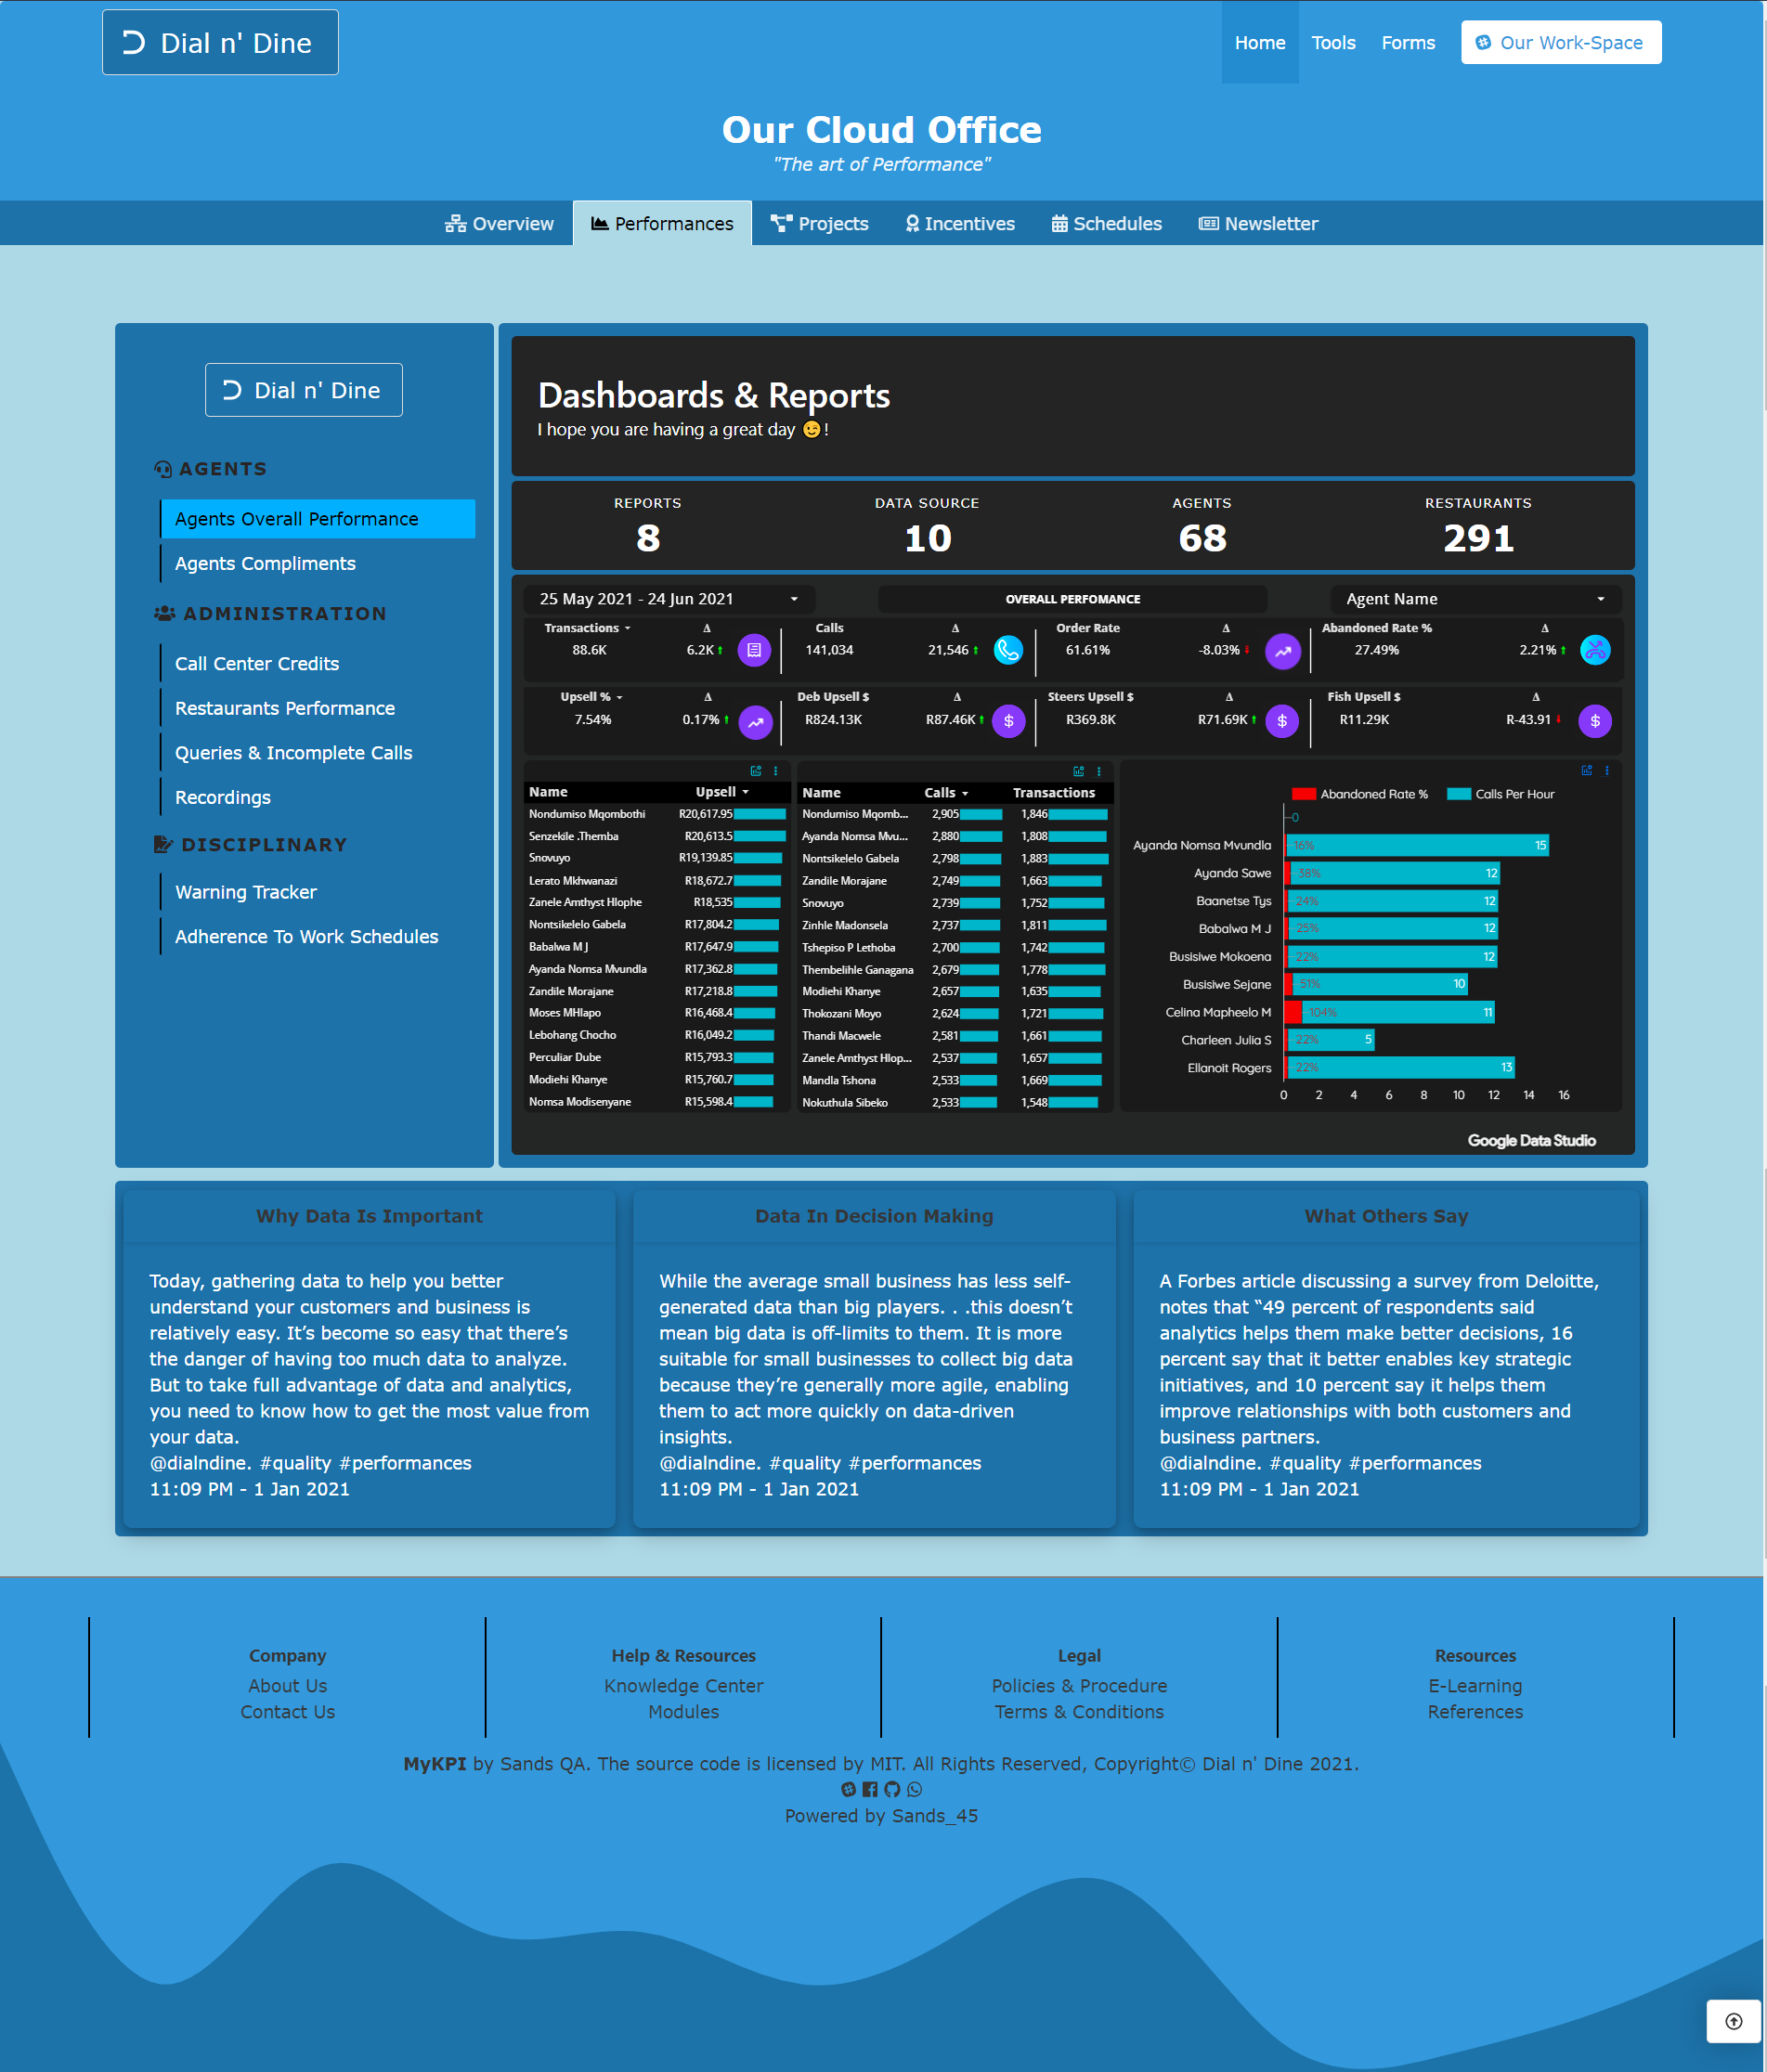 Dial n' Dine
Home Tools Forms Our Work-Space
Our Cloud Office
"The art of Performance"
Overview Performances Projects Incentives Schedules Newsletter
Dial n' Dine
AGENTS
Agents Overall Performance
Agents Compliments
ADMINISTRATION
Call Center Credits
Restaurants Performance
Queries & Incomplete Calls
Recordings
DISCIPLINARY
Warning Tracker
Adherence To Work Schedules
Dashboards & Reports
I hope you are having a great day 😉!
REPORTS DATA SOURCE AGENTS RESTAURANTS
8 10 68 291
25 May 2021 - 24 Jun 2021 OVERALL PERFOMANCE Agent Name
Transactions Δ Calls Δ Order Rate Δ Abandoned Rate % Δ
88.6K 6.2K 141,034 21,546 61.61% -8.03% 27.49% 2.21%
Upsell % Δ Deb Upsell $ Δ Steers Upsell $ Δ Fish Upsell $ Δ
7.54% 0.17% R824.13K R87.46K R369.8K R71.69K R11.29K R-43.91
Name Upsell
Nondumiso Mqombothi R20,617.95
Senzekile .Themba R20,613.5
Snovuyo R19,139.85
Lerato Mkhwanazi R18,672.7
Zanele Amthyst Hlophe R18,535
Nontsikelelo Gabela R17,804.2
Babalwa M J R17,647.9
Ayanda Nomsa Mvundla R17,362.8
Zandile Morajane R17,218.8
Moses MHlapo R16,468.4
Lebohang Chocho R16,049.2
Perculiar Dube R15,793.3
Modiehi Khanye R15,760.7
Nomsa Modisenyane R15,598.4
Name Calls Transactions
Nondumiso Mqomb... 2,905 1,846
Ayanda Nomsa Mvu... 2,880 1,808
Nontsikelelo Gabela 2,798 1,883
Zandile Morajane 2,749 1,663
Snovuyo 2,739 1,752
Zinhle Madonsela 2,737 1,811
Tshepiso P Lethoba 2,700 1,742
Thembelihle Ganagana 2,679 1,778
Modiehi Khanye 2,657 1,635
Thokozani Moyo 2,624 1,721
Thandi Macwele 2,581 1,661
Zanele Amthyst Hlop... 2,537 1,657
Mandla Tshona 2,533 1,669
Nokuthula Sibeko 2,533 1,548
Abandoned Rate % Calls Per Hour
0
Ayanda Nomsa Mvundla 16% 15
Ayanda Sawe 38% 12
Baanetse Tys 24% 12
Babalwa M J 25% 12
Busisiwe Mokoena 22% 12
Busisiwe Sejane 51% 10
Celina Mapheelo M 104% 11
Charleen Julia S 22% 5
Ellanoit Rogers 22% 13
0 2 4 6 8 10 12 14 16
Google Data Studio
Why Data Is Important
Today, gathering data to help you better
understand your customers and business is
relatively easy. It’s become so easy that there’s
the danger of having too much data to analyze.
But to take full advantage of data and analytics,
you need to know how to get the most value from
your data.
@dialndine. #quality #performances
11:09 PM - 1 Jan 2021
Data In Decision Making
While the average small business has less self-
generated data than big players. . .this doesn’t
mean big data is off-limits to them. It is more
suitable for small businesses to collect big data
because they’re generally more agile, enabling
them to act more quickly on data-driven
insights.
@dialndine. #quality #performances
11:09 PM - 1 Jan 2021
What Others Say
A Forbes article discussing a survey from Deloitte,
notes that “49 percent of respondents said
analytics helps them make better decisions, 16
percent say that it better enables key strategic
initiatives, and 10 percent say it helps them
improve relationships with both customers and
business partners.
@dialndine. #quality #performances
11:09 PM - 1 Jan 2021
Company
About Us
Contact Us
Help & Resources
Knowledge Center
Modules
Legal
Policies & Procedure
Terms & Conditions
Resources
E-Learning
References
MyKPI by Sands QA. The source code is licensed by MIT. All Rights Reserved, Copyright© Dial n' Dine 2021.
Powered by Sands_45